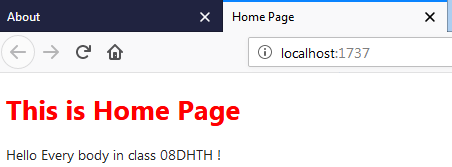 About
Home Page
localhost:1737
This is Home Page
Hello Every body in class 08DHTH !